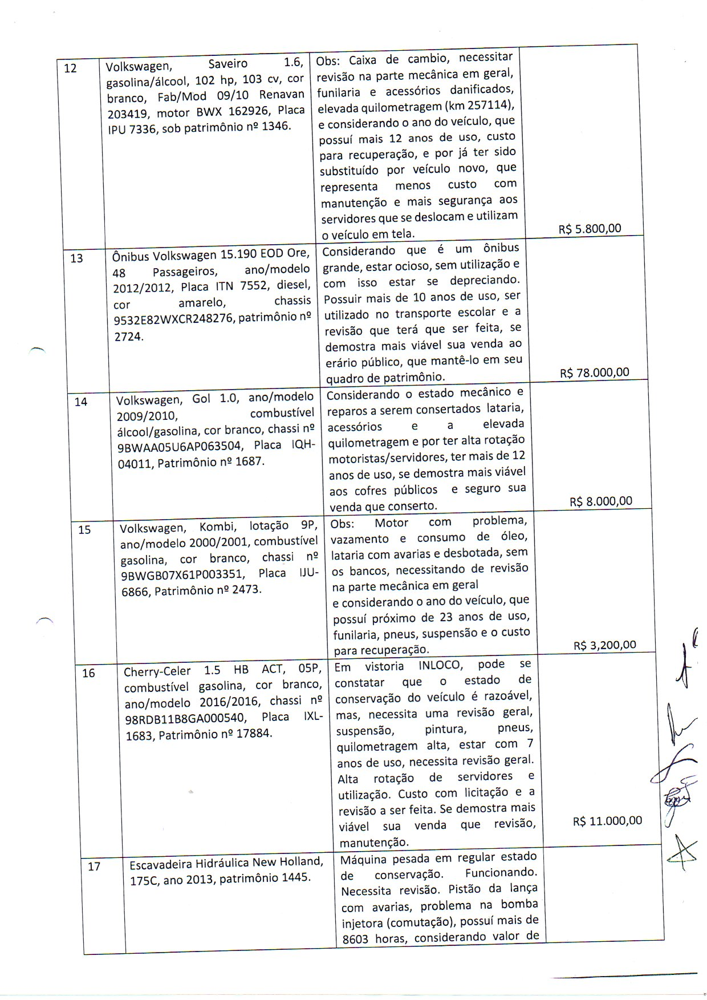 12
Volkswagen, Saveiro 1.6,
gasolina/álcool, 102 hp, 103 cv, cor
branco, Fab/Mod 09/10 Renavan
203419, motor BWX 162926, Placa
IPU 7336, sob patrimônio nº 1346.
Obs: Caixa de cambio, necessitar
revisão na parte mecânica em geral,
funilaria e acessórios danificados,
elevada quilometragem (km 257114),
e considerando o ano do veículo, que
possuí mais 12 anos de uso, custo
para recuperação, e por já ter sido
substituído por veículo novo, que
representa menos custo com
manutenção e mais segurança aos
servidores que se deslocam e utilizam
o veículo em tela.
R$ 5.800,00
13
Ônibus Volkswagen 15.190 EOD Ore,
48 Passageiros, ano/modelo
2012/2012, Placa ITN 7552, diesel,
cor amarelo, chassis
9532E82WXCR248276, patrimônio nº
2724.
Considerando que é um ônibus
grande, estar ocioso, sem utilização e
com isso estar se depreciando.
Possuir mais de 10 anos de uso, ser
utilizado no transporte escolar e a
revisão que terá que ser feita, se
demostra mais viável sua venda ao
erário público, que mantê-lo em seu
quadro de patrimônio.
R$ 78.000,00
14
Volkswagen, Gol 1.0, ano/modelo
2009/2010, combustível
álcool/gasolina, cor branco, chassi nº
9BWAA05U6AP063504, Placa IQH-
04011, Patrimônio nº 1687.
Considerando o estado mecânico e
reparos a serem consertados lataria,
acessórios e a elevada
quilometragem e por ter alta rotação
motoristas/servidores, ter mais de 12
anos de uso, se demostra mais viável
aos cofres públicos e seguro sua
venda que conserto.
R$ 8.000,00
15
Volkswagen, Kombi, lotação 9P,
ano/modelo 2000/2001, combustível
gasolina, cor branco, chassi nº
9BWGB07X61P003351, Placa IJU-
6866, Patrimônio nº 2473.
Obs: Motor com problema,
vazamento e consumo de óleo,
lataria com avarias e desbotada, sem
os bancos, necessitando de revisão
na parte mecânica em geral
e considerando o ano do veículo, que
possuí próximo de 23 anos de uso,
funilaria, pneus, suspensão e o custo
para recuperação.
R$ 3,200,00
16
Cherry-Celer 1.5 HB ACT, 05P,
combustível gasolina, cor branco,
ano/modelo 2016/2016, chassi nº
98RDB11B8GA000540, Placa IXL-
1683, Patrimônio nº 17884.
Em vistoria INLOCO, pode se
constatar que o estado de
conservação do veículo é razoável,
mas, necessita uma revisão geral,
suspensão, pintura, pneus,
quilometragem alta, estar com 7
anos de uso, necessita revisão geral.
Alta rotação de servidores e
utilização. Custo com licitação e a
revisão a ser feita. Se demostra mais
viável sua venda que revisão,
manutenção.
R$ 11.000,00
17
Escavadeira Hidráulica New Holland,
175C, ano 2013, patrimônio 1445.
Máquina pesada em regular estado
de conservação. Funcionando.
Necessita revisão. Pistão da lança
com avarias, problema na bomba
injetora (comutação), possuí mais de
8603 horas, considerando valor de